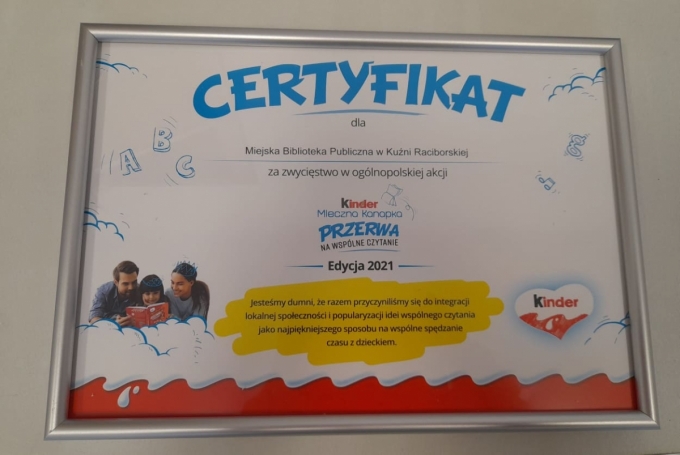 CERTYFIKAT
dla
Miejska Biblioteka Publiczna w Kuźni Raciborskiej
za zwycięstwo w ogólnopolskiej akcji
Kinder
Mleczna Kanapka
PRZERWA
NA WSPÓLNE CZYTANIE
Edycja 2021
Jesteśmy dumni, że razem przyczyniliśmy się do integracji
lokalnej społeczności i popularyzacji idei wspólnego czytania
jako najpiękniejszego sposobu na wspólne spędzanie
czasu z dzieckiem.
Kinder
A B C